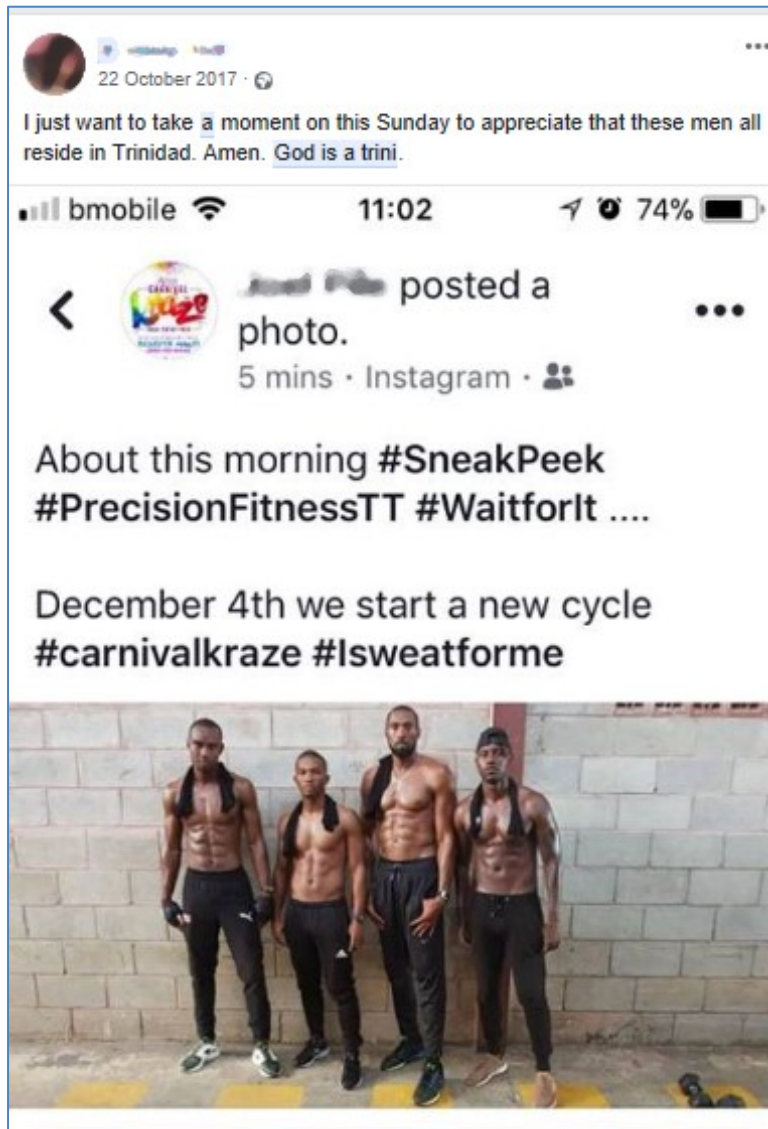 22 October 2017 ·
I just want to take a moment on this Sunday to appreciate that these men all
reside in Trinidad. Amen. God is a trini.
bmobile 11:02 74%
posted a
photo.
5 mins · Instagram ·
About this morning #SneakPeek
#PrecisionFitnessTT #WaitforIt ....
December 4th we start a new cycle
#carnivalkraze #Isweatforme